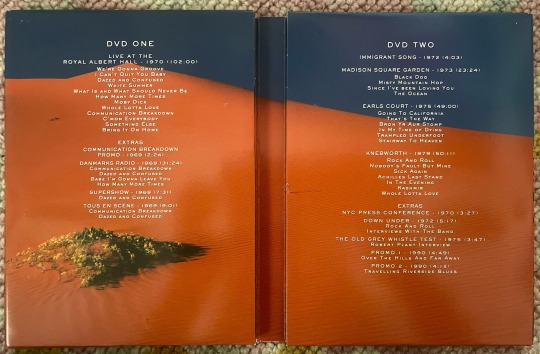 DVD ONE
LIVE AT THE
ROYAL ALBERT HALL - 1970 (102:00)
WE'RE GONNA GROOVE
I CAN'T QUIT YOU BABY
DAZED AND CONFUSED
WHITE SUMMER
WHAT IS AND WHAT SHOULD NEVER BE
HOW MANY MORE TIMES
MOBY DICK
WHOLE LOTTA LOVE
COMMUNICATION BREAKDOWN
C'MON EVERYBODY
SOMETHING ELSE
BRING IT ON HOME
EXTRAS
COMMUNICATION BREAKDOWN
PROMO - 1969 (2:24)
DANMARKS RADIO - 1969 (31:24)
COMMUNICATION BREAKDOWN
DAZED AND CONFUSED
BABE I'M GONNA LEAVE YOU
HOW MANY MORE TIMES
SUPERSHOW - 1969 (7:31)
DAZED AND CONFUSED
TOUS EN SCÈNE - 1969 (9:01)
COMMUNICATION BREAKDOWN
DAZED AND CONFUSED
DVD TWO
IMMIGRANT SONG - 1972 (4:03)
MADISON SQUARE GARDEN - 1973 (23:24)
BLACK DOG
MISTY MOUNTAIN HOP
SINCE I'VE BEEN LOVING YOU
THE OCEAN
EARLS COURT - 1975 (49:00)
GOING TO CALIFORNIA
THAT'S THE WAY
BRON YR AUR STOMP
IN MY TIME OF DYING
TRAMPLED UNDERFOOT
STAIRWAY TO HEAVEN
KNEBWORTH - 1979
ROCK AND ROLL
NOBODY'S FAULT BUT MINE
SICK AGAIN
ACHILLES LAST STAND
IN THE EVENING
KASHMIR
WHOLE LOTTA LOVE
EXTRAS
NYC PRESS CONFERENCE - 1970 (3:27)
DOWN UNDER - 1972 (5:17)
ROCK AND ROLL
INTERVIEWS WITH THE BAND
THE OLD GREY WHISTLE TEST - 1975 (3:47)
ROBERT PLANT INTERVIEW
PROMO 1 - 1990 (4:49)
OVER THE HILLS AND FAR AWAY
PROMO 2 - 1990
TRAVELLING RIVERSIDE BLUES